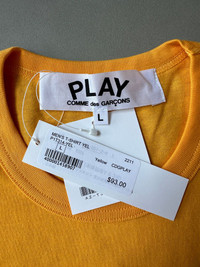 PLAY
COMME des GARÇONS
L
MEN'S T-SHIRT YEL
Yellow
2211
CDGPLAY
L
$93.00